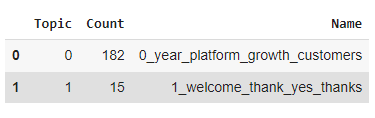 Topic Count Name
0 0 182 0_year_platform_growth_customers
1 1 15 1_welcome_thank_yes_thanks